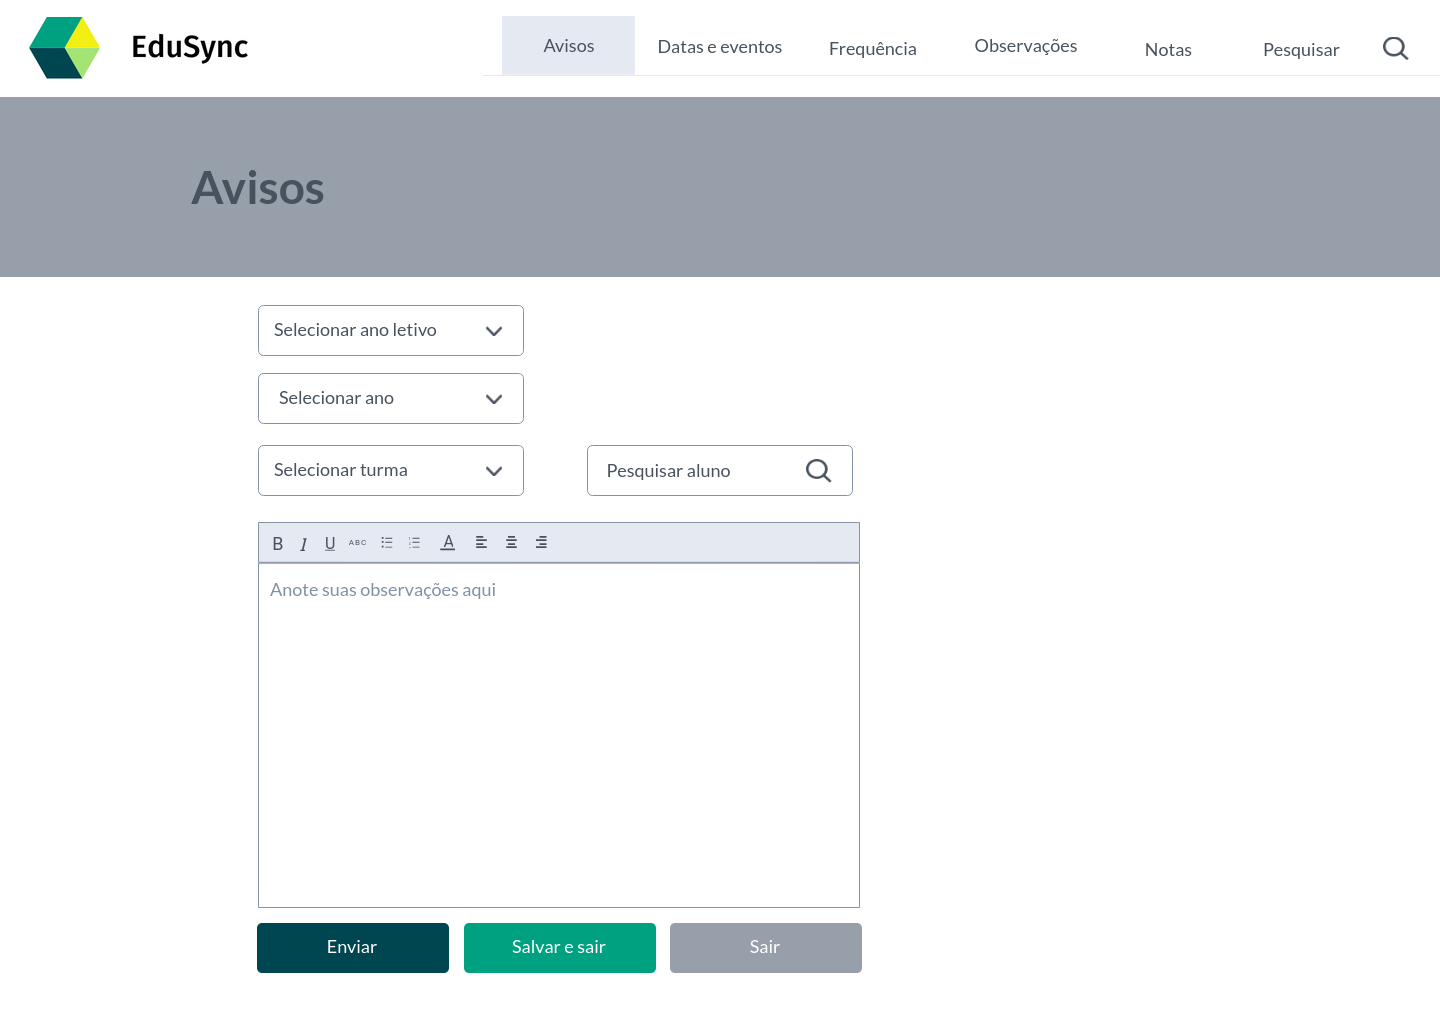 EduSync
Avisos
Datas e eventos
Frequência
Observações
Notas
Pesquisar
Avisos
Selecionar ano letivo
Selecionar ano
Selecionar turma
Pesquisar aluno
B I U ABC A
Anote suas observações aqui
Enviar
Salvar e sair
Sair